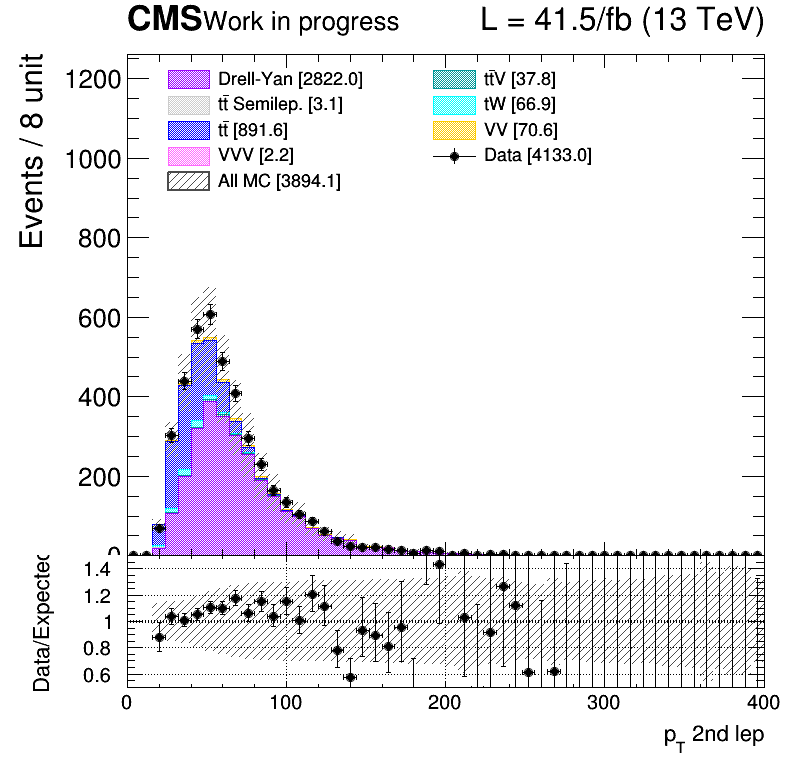 CMS Work in progress L = 41.5/fb (13 TeV)
Events / 8 unit
Drell-Yan [2822.0]
tt̄ Semilep. [3.1]
tt̄ [891.6]
VVV [2.2]
All MC [3894.1]
tt̄V [37.8]
tW [66.9]
VV [70.6]
Data [4133.0]
1200
1000
800
600
400
200
0
Data/Expected
1.4
1.2
1
0.8
0.6
0 100 200 300 400
p_T 2nd lep